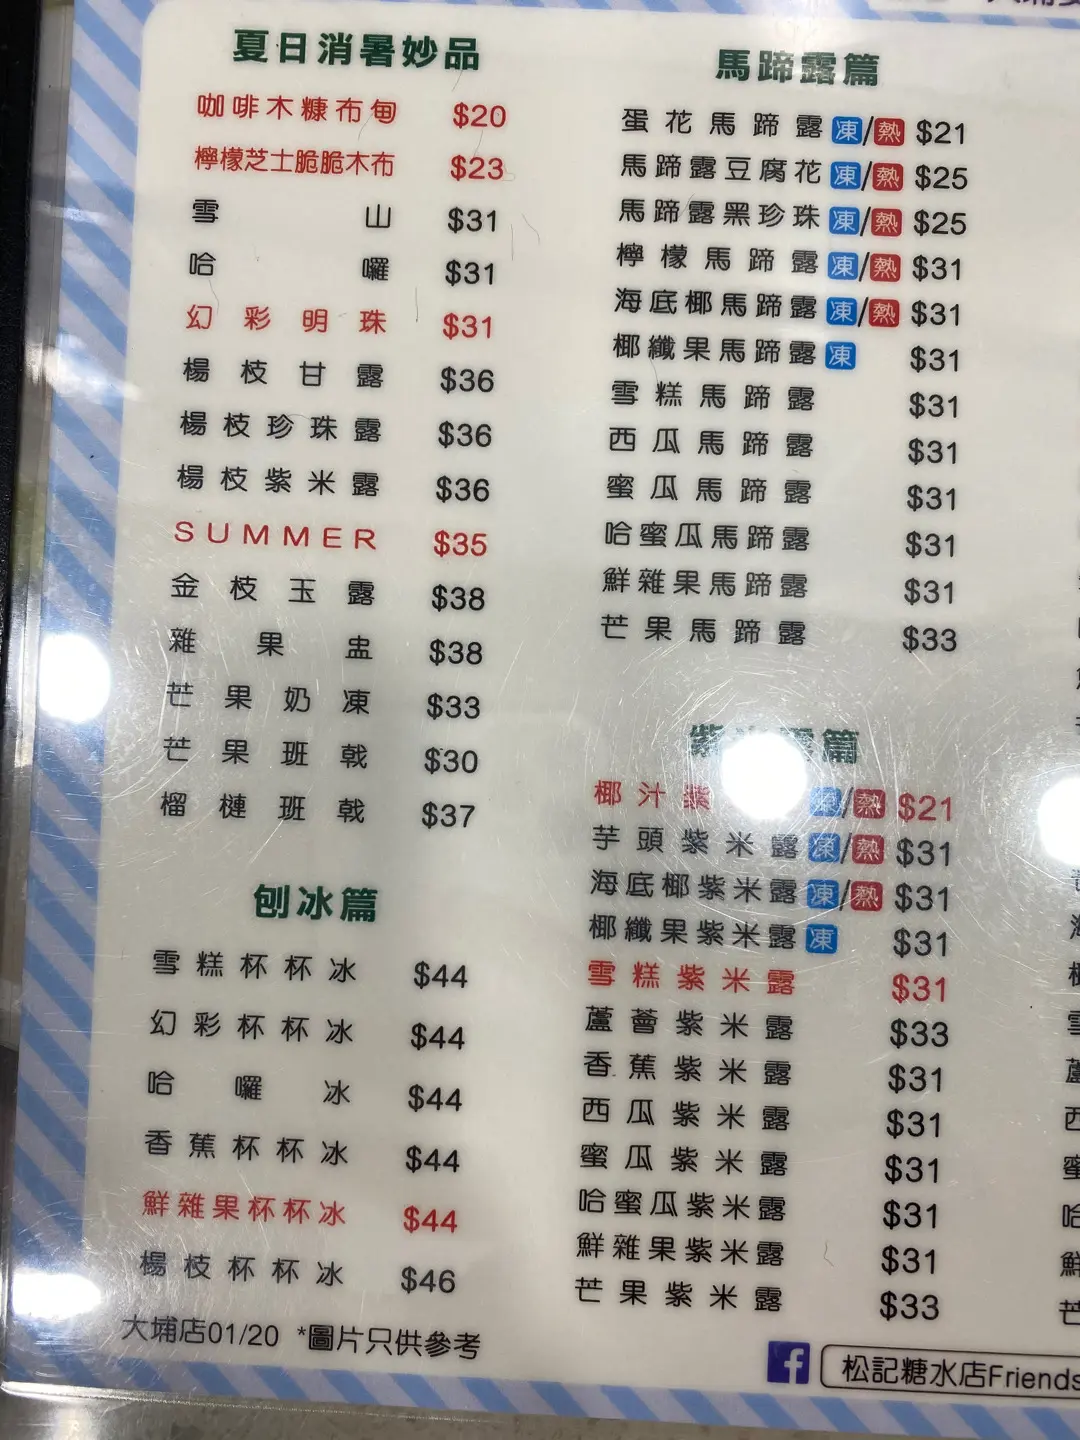 夏日消暑妙品
咖啡木糠布甸 $20
檸檬芝士脆脆木布 $23
雪山 $31
哈囉 $31
幻彩明珠 $31
楊枝甘露 $36
楊枝珍珠露 $36
楊枝紫米露 $36
SUMMER $35
金枝玉露 $38
雜果盅 $38
芒果奶凍 $33
芒果班戟 $30
榴槤班戟 $37
刨冰篇
雪糕杯杯冰 $44
幻彩杯杯冰 $44
哈囉冰 $44
香蕉杯杯冰 $44
鮮雜果杯杯冰 $44
楊枝杯杯冰 $46
大埔店01/20 *圖片只供參考
馬蹄露篇
蛋花馬蹄露 凍/熱 $21
馬蹄露豆腐花 凍/熱 $25
馬蹄露黑珍珠 凍/熱 $25
檸檬馬蹄露 凍/熱 $31
海底椰馬蹄露 凍/熱 $31
椰纖果馬蹄露 凍 $31
雪糕馬蹄露 $31
西瓜馬蹄露 $31
蜜瓜馬蹄露 $31
哈蜜瓜馬蹄露 $31
鮮雜果馬蹄露 $31
芒果馬蹄露 $33
紫米露篇
椰汁紫 凍/熱 $21
芋頭紫米露 凍/熱 $31
海底椰紫米露 凍/熱 $31
椰纖果紫米露 凍 $31
雪糕紫米露 $31
蘆薈紫米露 $33
香蕉紫米露 $31
西瓜紫米露 $31
蜜瓜紫米露 $31
哈蜜瓜紫米露 $31
鮮雜果紫米露 $31
芒果紫米露 $33
f 松記糖水店Friends